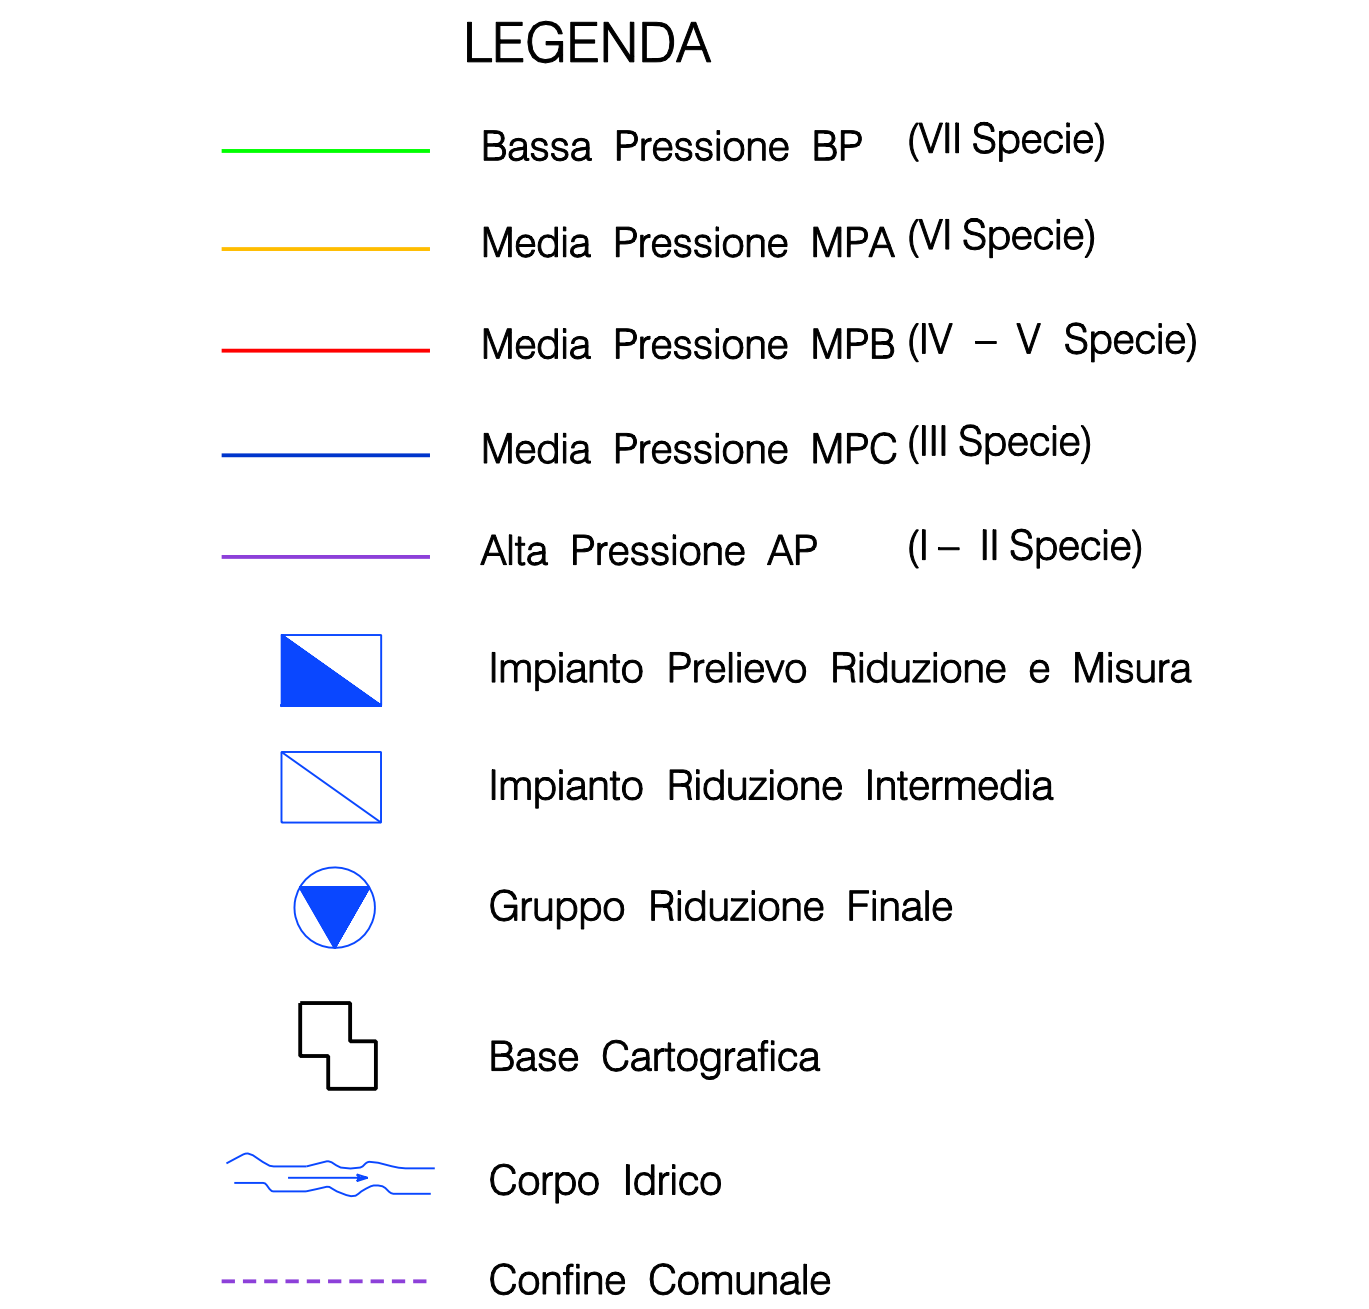 LEGENDA
Bassa Pressione BP (VII Specie)
Media Pressione MPA (VI Specie)
Media Pressione MPB (IV – V Specie)
Media Pressione MPC (III Specie)
Alta Pressione AP (I – II Specie)
Impianto Prelievo Riduzione e Misura
Impianto Riduzione Intermedia
Gruppo Riduzione Finale
Base Cartografica
Corpo Idrico
Confine Comunale